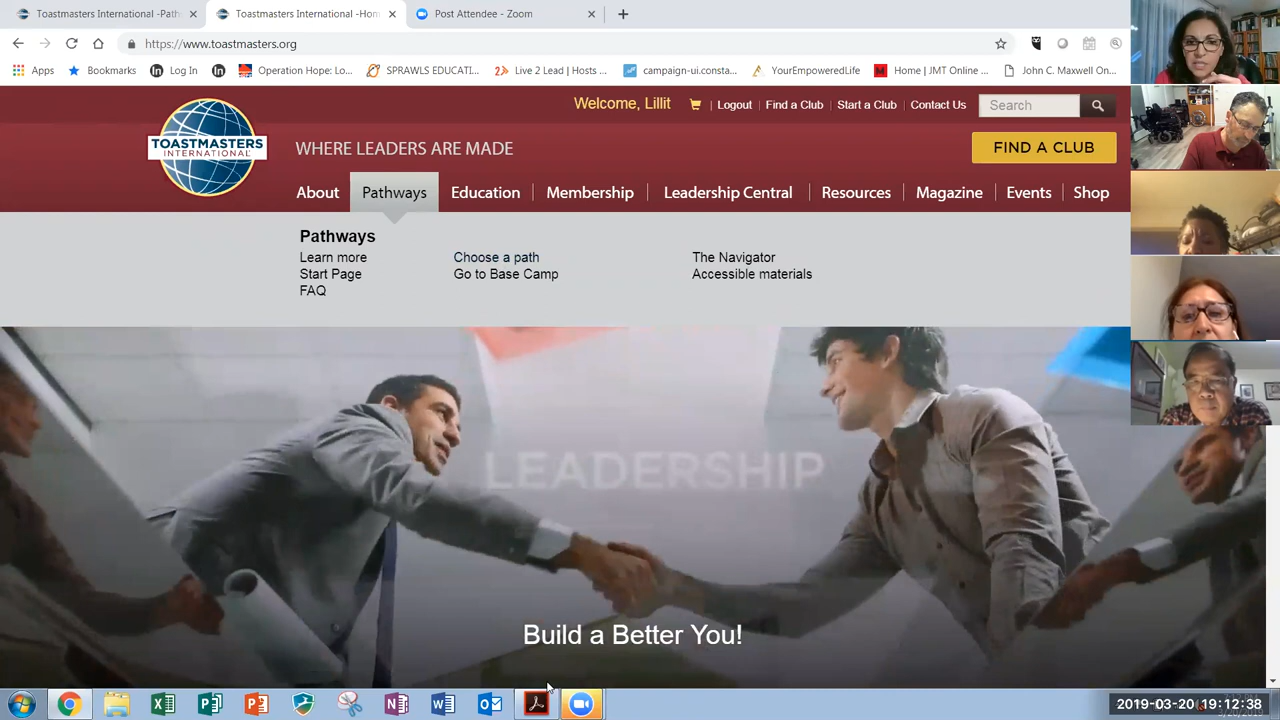 Toastmasters International -Path
Toastmasters International -Hom
Post Attendee - Zoom
https://www.toastmasters.org
Apps
Bookmarks
Log In
Operation Hope: Lo...
SPRAWLS EDUCATI...
Live 2 Lead | Hosts ...
campaign-ui.consta...
YourEmpoweredLife
Home | JMT Online ...
John C. Maxwell On...
Welcome, Lillit
Logout
Find a Club
Start a Club
Contact Us
Search
TOASTMASTERS
INTERNATIONAL
WHERE LEADERS ARE MADE
FIND A CLUB
About
Pathways
Education
Membership
Leadership Central
Resources
Magazine
Events
Shop
Pathways
Learn more
Choose a path
The Navigator
Start Page
Go to Base Camp
Accessible materials
FAQ
LEADERSHIP
Build a Better You!
2019-03-20 19:12:38